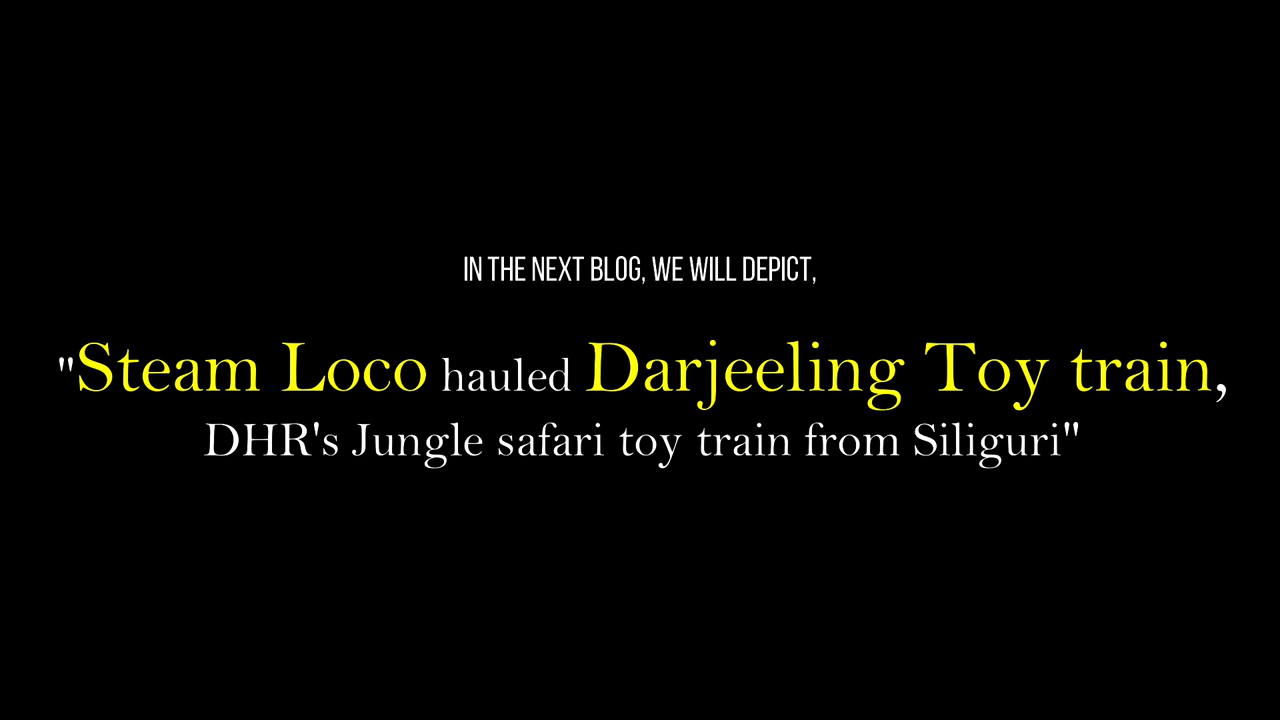 IN THE NEXT BLOG, WE WILL DEPICT,
"Steam Loco hauled Darjeeling Toy train,
DHR's Jungle safari toy train from Siliguri"